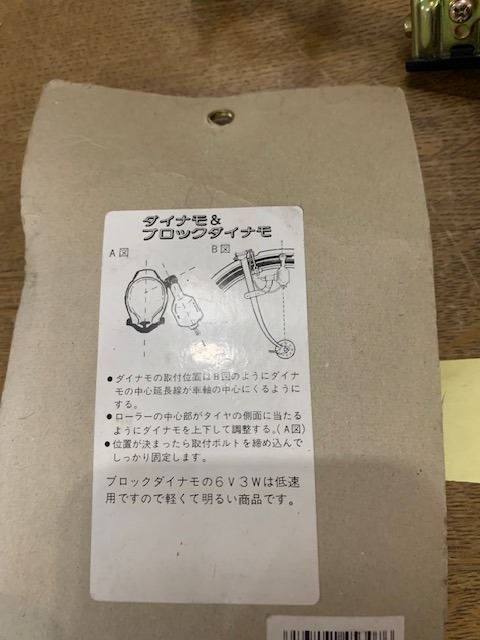 ダイナモ&
ブロックダイナモ
A図
B図
●ダイナモの取付位置はB図のようにダイナ
モの中心延長線が車軸の中心にくるように
する。
●ローラーの中心部がタイヤの側面に当たる
ようにダイナモを上下して調整する。(A図)
●位置が決まったら取付ボルトを締め込んで
しっかり固定します。
ブロックダイナモの6V3Wは低速
用ですので軽くて明るい商品です。